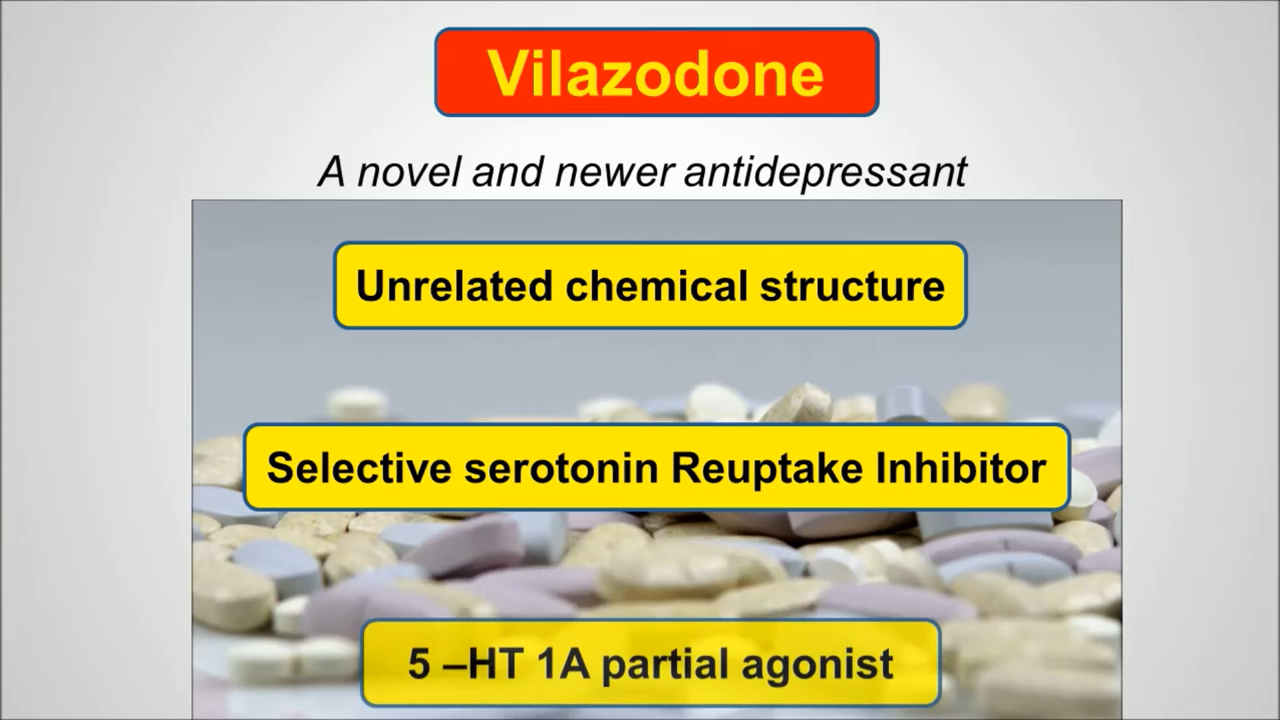 Vilazodone
A novel and newer antidepressant
Unrelated chemical structure
Selective serotonin Reuptake Inhibitor
5 –HT 1A partial agonist